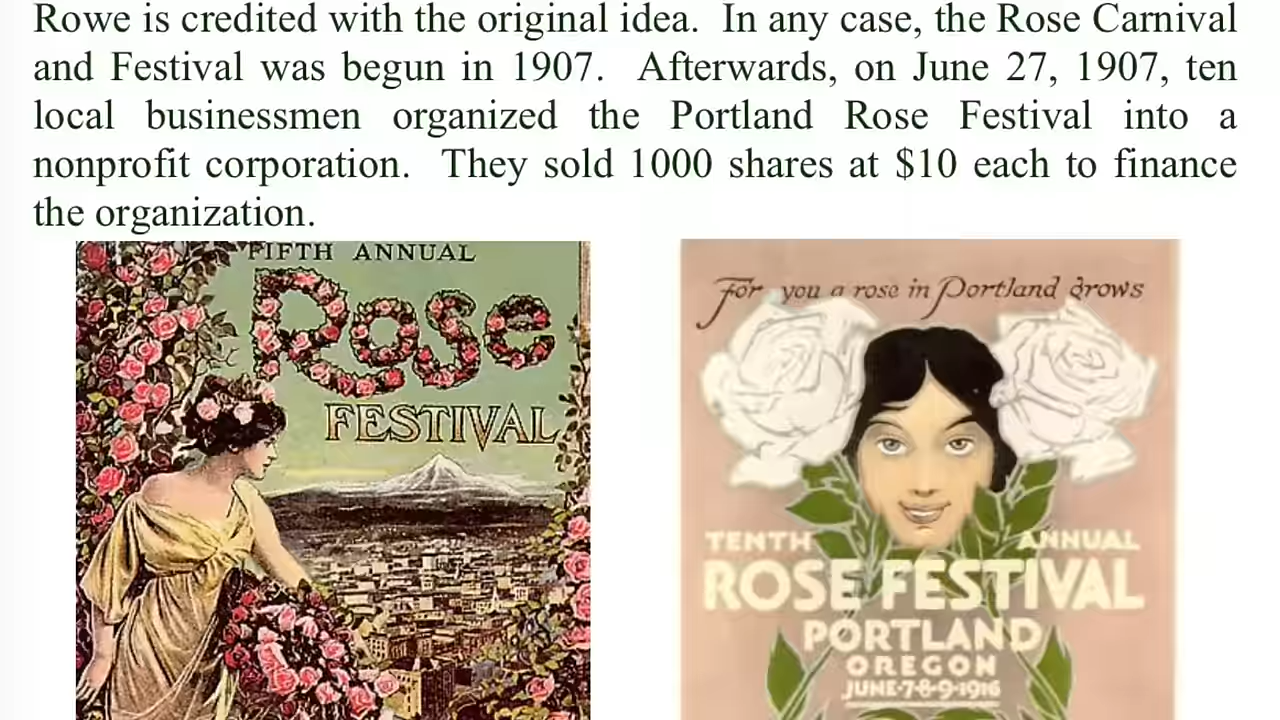 Rowe is credited with the original idea.  In any case, the Rose Carnival
and Festival was begun in 1907.  Afterwards, on June 27, 1907, ten
local businessmen organized the Portland Rose Festival into a
nonprofit corporation.  They sold 1000 shares at $10 each to finance
the organization.
FIFTH ANNUAL
Rose
FESTIVAL
For you a rose in Portland grows
TENTH ANNUAL
ROSE FESTIVAL
PORTLAND
OREGON
JUNE·7·8·9·1916